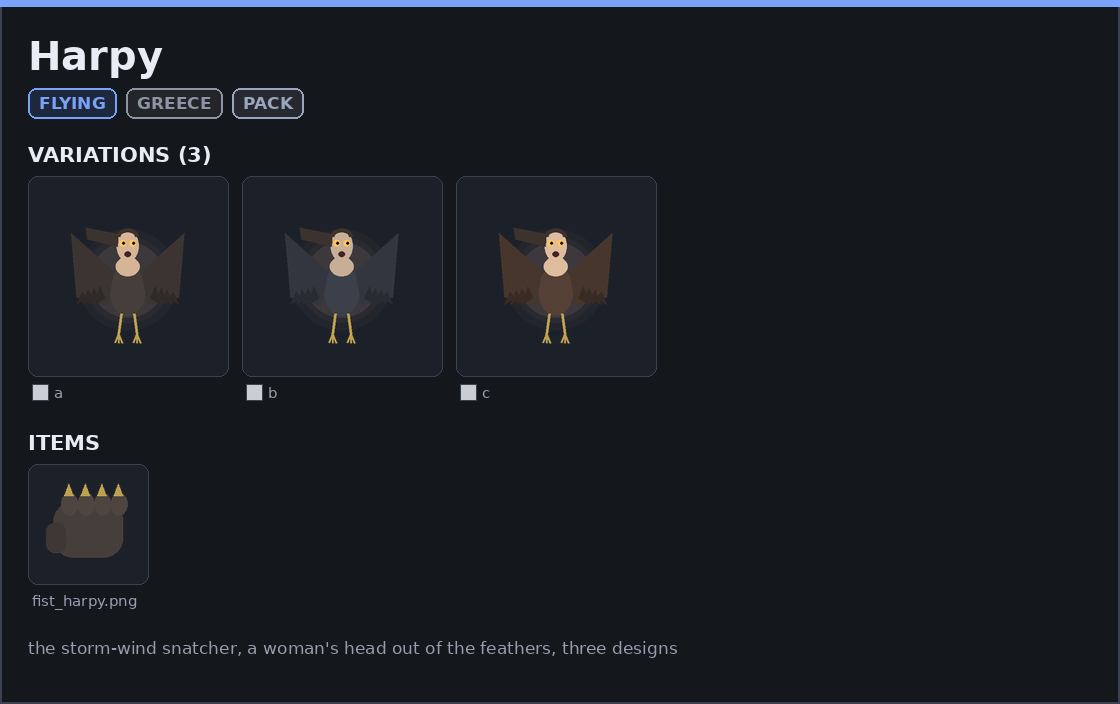 Harpy
FLYING GREECE PACK
VARIATIONS (3)
a b c
ITEMS
fist_harpy.png
the storm-wind snatcher, a woman's head out of the feathers, three designs